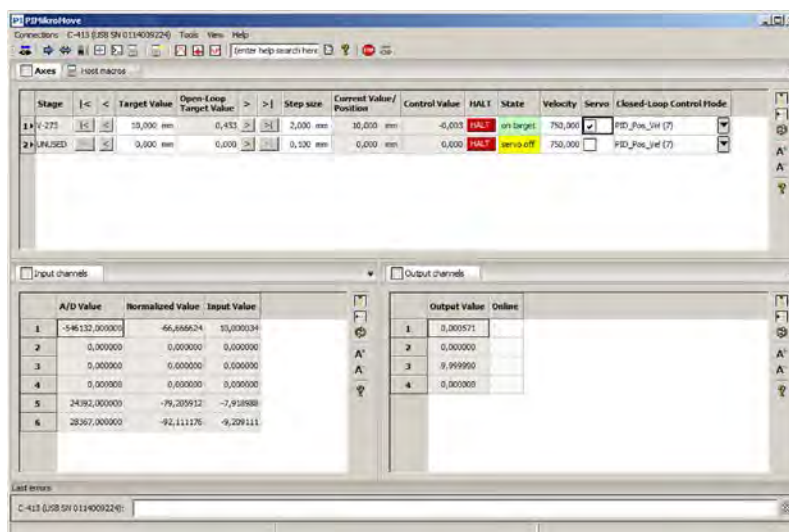 PIMikroMove
Connections C-413 (USB SN 0114009224) Tools View Help
Enter help search here
Axes Host macros
Stage |< < Target Value Open-Loop Target Value > >| Step size Current Value/Position Control Value HALT State Velocity Servo Closed-Loop Control Mode
1 V-273 |< < 10,000 mm 0,433 > >| 2,000 mm 10,000 mm -0,003 HALT on target 750,000 PID_Pos_Vel (7)
2 UNUSED < 0,000 mm 0,000 > >| 0,100 mm 0,000 mm 0,000 HALT servo off 750,000 PID_Pos_Vel (7)
Input channels
A/D Value Normalized Value Input Value
1 -546132,000000 -66,666624 10,000034
2 0,000000 0,000000 0,000000
3 0,000000 0,000000 0,000000
4 0,000000 0,000000 0,000000
5 24392,000000 -79,205912
6 28367,000000 -92,111176 -9,209111
Output channels
Output Value Online
1 0,000571
2 0,000000
3 9,999990
4 0,000000
Last errors
C-413 (USB SN 0114009224):